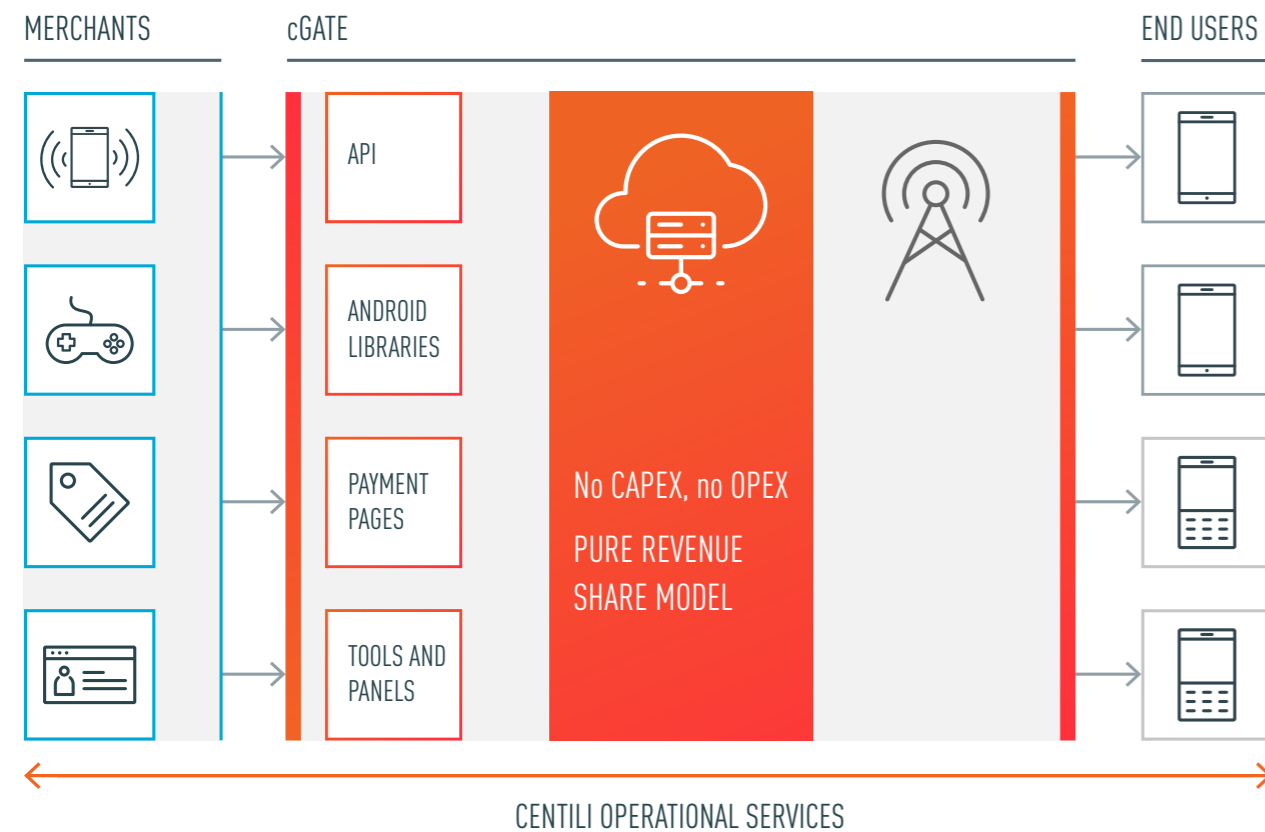 MERCHANTS
cGATE
END USERS
API
ANDROID
LIBRARIES
PAYMENT
PAGES
TOOLS AND
PANELS
No CAPEX, no OPEX
PURE REVENUE
SHARE MODEL
CENTILI OPERATIONAL SERVICES